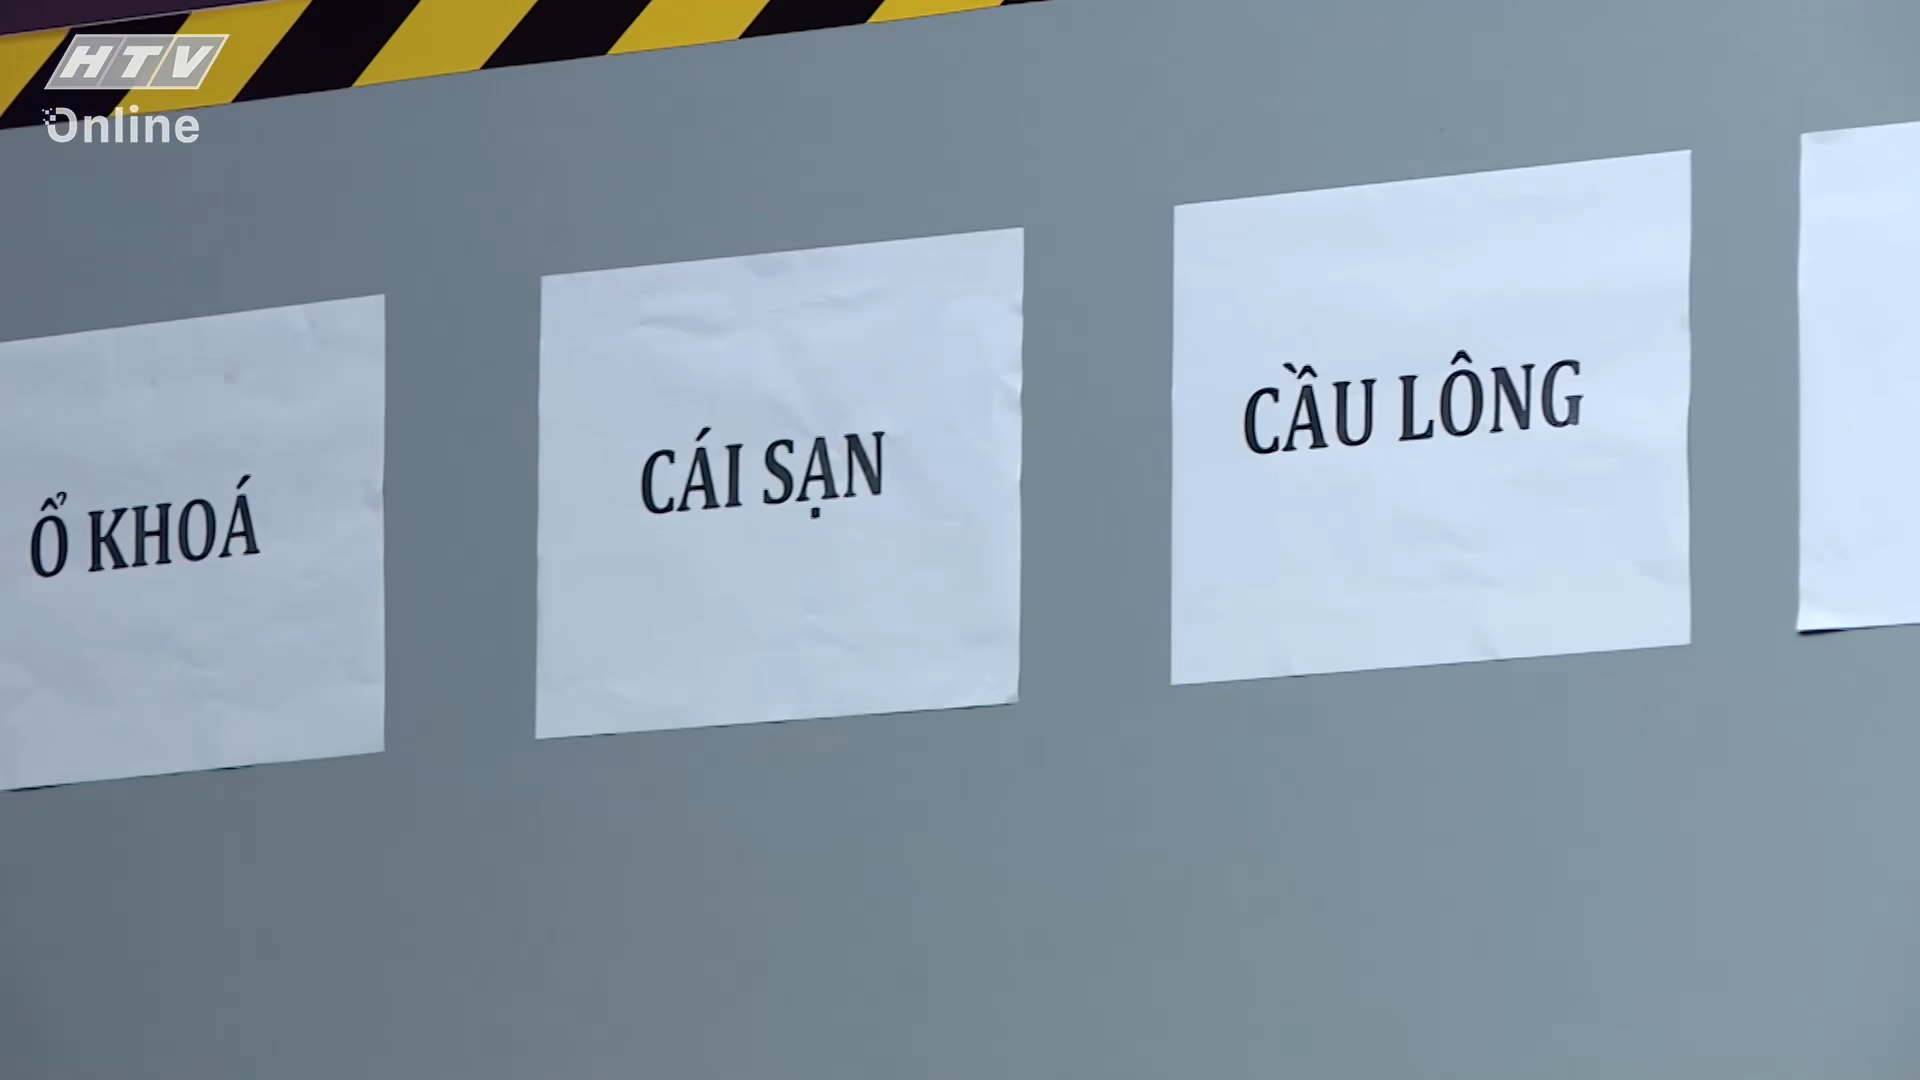 HTV
Online
Ổ KHOÁ
CÁI SẠN
CẦU LÔNG